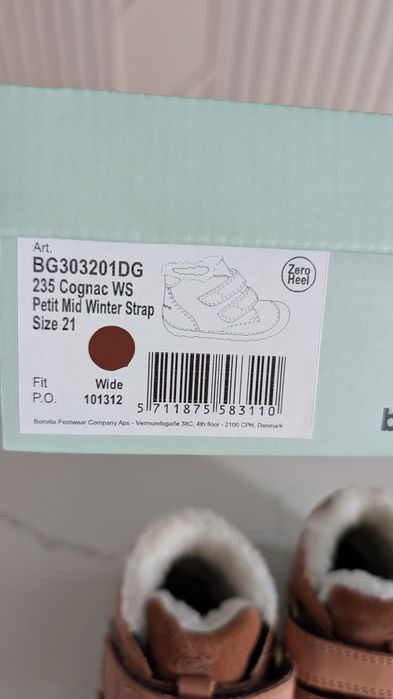 Art.
BG303201DG
235 Cognac WS
Petit Mid Winter Strap
Size 21
Zero
Heel
Fit Wide
P.O. 101312
5 711875 583110
Bonvila Footwear Company Aps - Vermundsgade 38C, 4th floor - 2100 CPH, Denmark
b